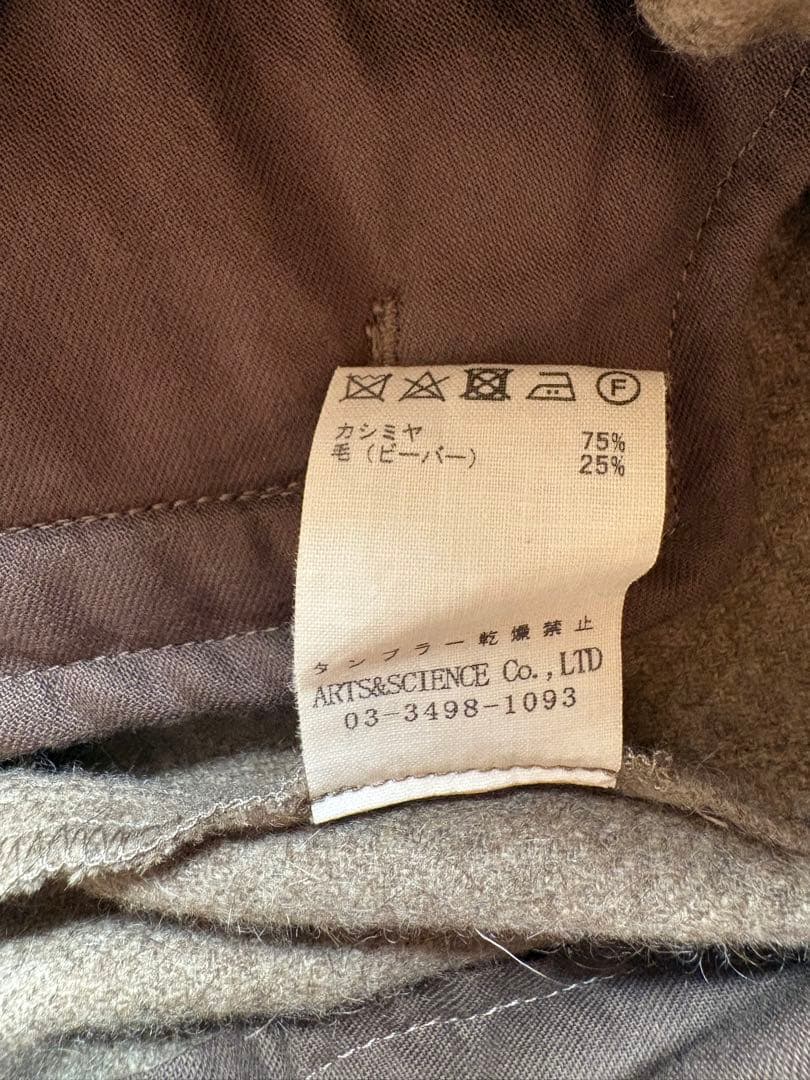 F
カシミヤ 75%
毛(ビーバー) 25%
タンブラー乾燥禁止
ARTS&SCIENCE Co.,LTD
03-3498-1093